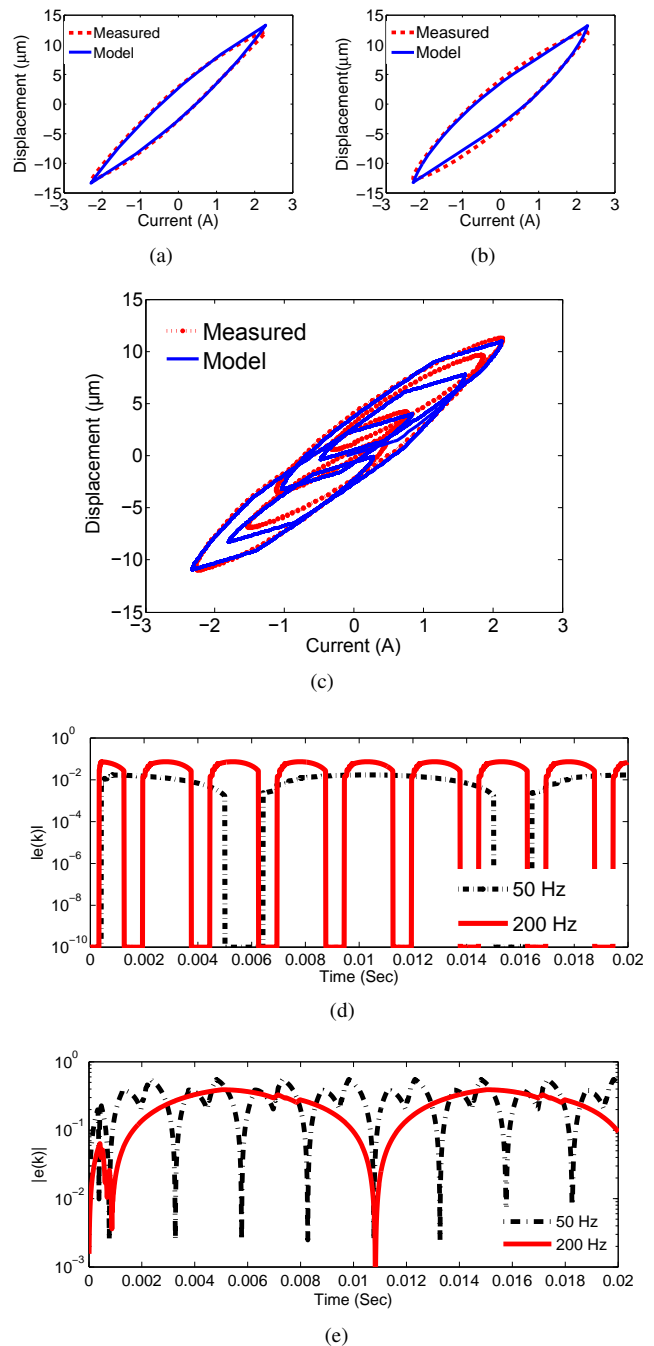 15
10
5
0
−5
−10
−15
−3 −2 −1 0 1 2 3
Displacement (μm)
Current (A)
Measured
Model
(a)
15
10
5
0
−5
−10
−15
−3 −2 −1 0 1 2 3
Displacement(μm)
Current (A)
Measured
Model
(b)
15
10
5
0
−5
−10
−15
−3 −2 −1 0 1 2 3
Displacement (μm)
Current (A)
Measured
Model
(c)
10^0
10^-2
10^-4
10^-6
10^-8
10^-10
0 0.002 0.004 0.006 0.008 0.01 0.012 0.014 0.016 0.018 0.02
|e(k)|
Time (Sec)
50 Hz
200 Hz
(d)
10^0
10^-1
10^-2
10^-3
0 0.002 0.004 0.006 0.008 0.01 0.012 0.014 0.016 0.018 0.02
|e(k)|
Time (Sec)
50 Hz
200 Hz
(e)